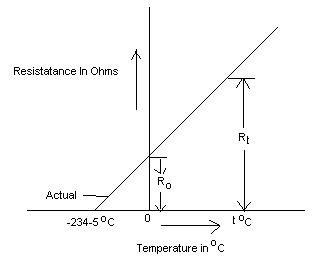 Resistatance In Ohms
Rt
Ro
Actual
-234-5 oC
0
t oC
Temperature in oC